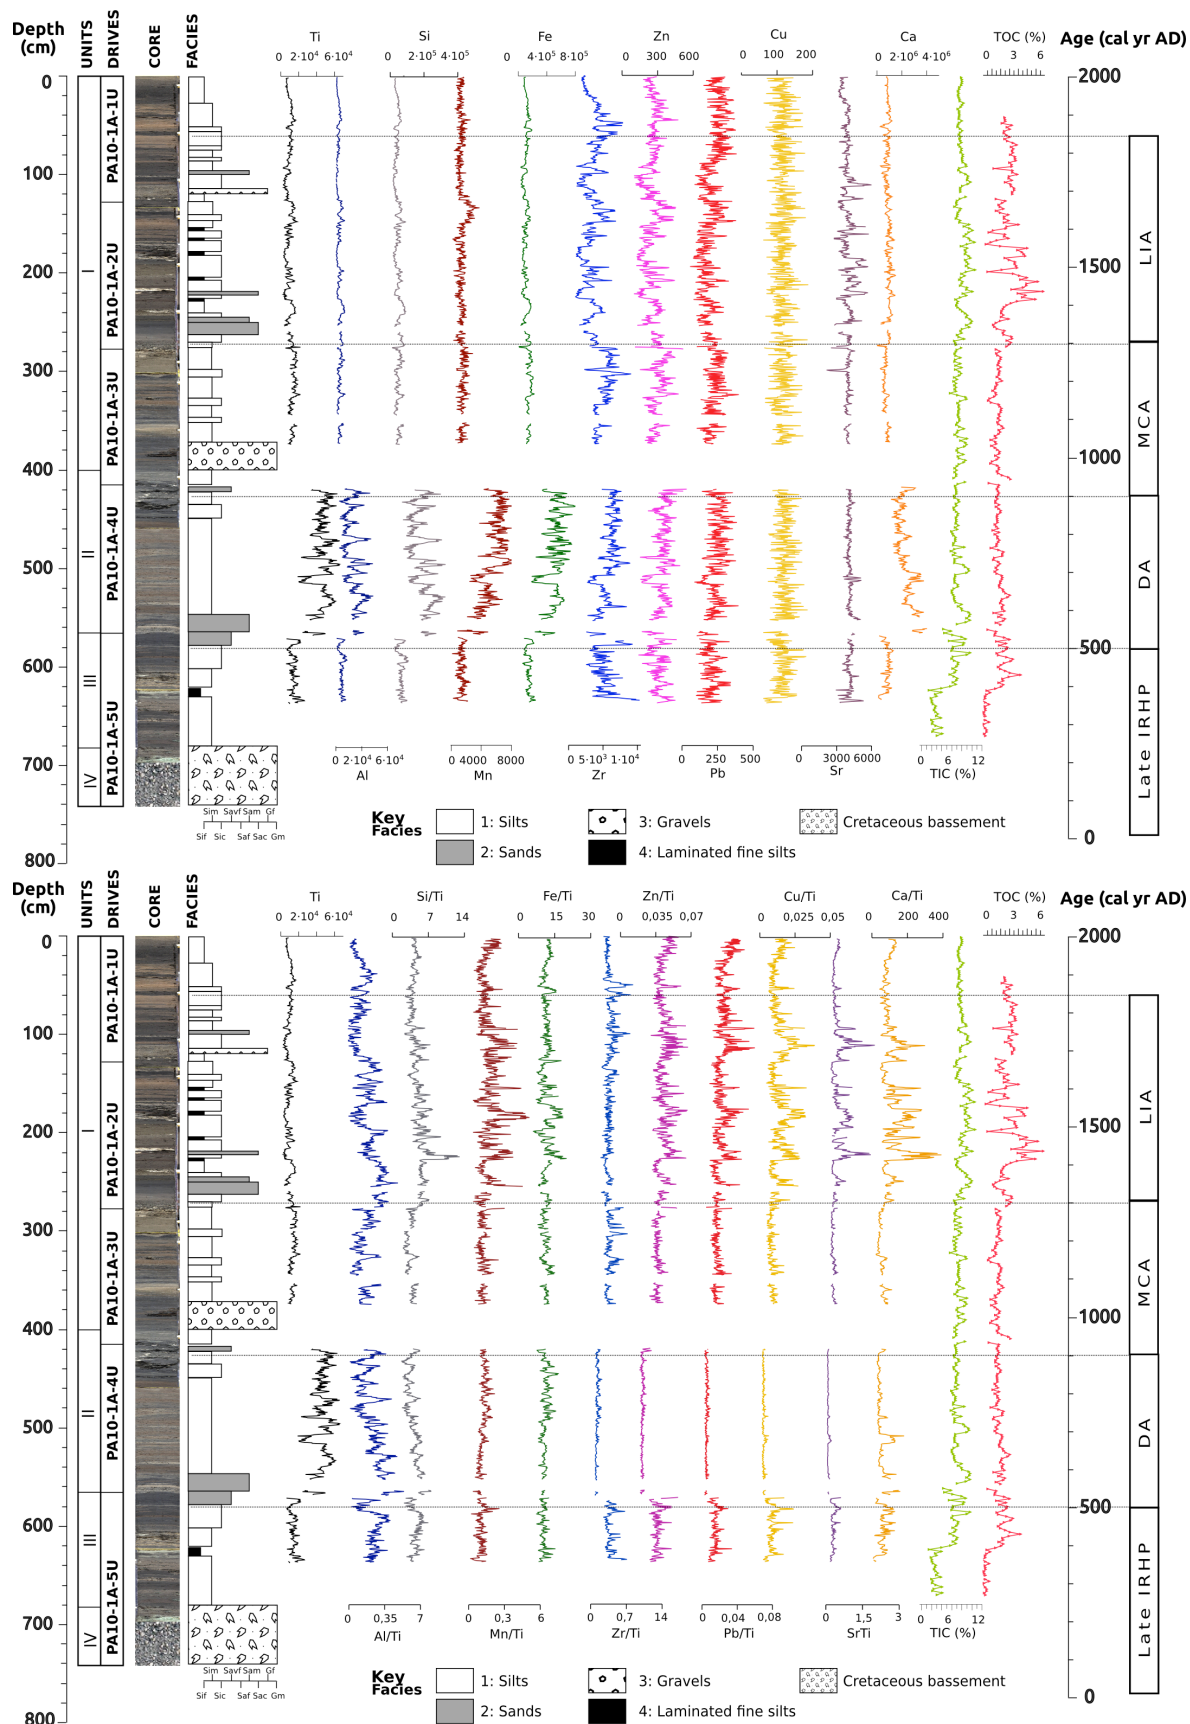 Depth (cm)
UNITS
DRIVES
CORE
FACIES
Ti
Si
Fe
Zn
Cu
Ca
TOC (%)
Age (cal yr AD)
0 2·10⁴ 6·10⁴
0 2·10⁵ 4·10⁵
0 4·10⁵ 8·10⁵
0 300 600
0 100 200
0 2·10⁶ 4·10⁶
0 3 6
0
100
200
300
400
500
600
700
800
I
II
III
IV
PA10-1A-1U
PA10-1A-2U
PA10-1A-3U
PA10-1A-4U
PA10-1A-5U
2000
1500
1000
500
0
LIA
MCA
DA
Late IRHP
0 2·10⁴ 6·10⁴
Al
0 4000 8000
Mn
0 5·10³ 1·10⁴
Zr
0 250 500
Pb
0 3000 6000
Sr
0 6 12
TIC (%)
Sim Savf Sam Gf
Sif Sic Saf Sac Gm
Key
Facies
1: Silts
2: Sands
3: Gravels
4: Laminated fine silts
Cretaceous bassement
Depth (cm)
UNITS
DRIVES
CORE
FACIES
Ti
Si/Ti
Fe/Ti
Zn/Ti
Cu/Ti
Ca/Ti
TOC (%)
Age (cal yr AD)
0 2·10⁴ 6·10⁴
0 7 14
0 15 30
0 0,035 0,07
0 0,025 0,05
0 200 400
0 3 6
0
100
200
300
400
500
600
700
800
I
II
III
IV
PA10-1A-1U
PA10-1A-2U
PA10-1A-3U
PA10-1A-4U
PA10-1A-5U
2000
1500
1000
500
0
LIA
MCA
DA
Late IRHP
0 0,35 7
Al/Ti
0 0,3 6
Mn/Ti
0 0,7 14
Zr/Ti
0 0,04 0,08
Pb/Ti
0 1,5 3
SrTi
0 6 12
TIC (%)
Sim Savf Sam Gf
Sif Sic Saf Sac Gm
Key
Facies
1: Silts
2: Sands
3: Gravels
4: Laminated fine silts
Cretaceous bassement